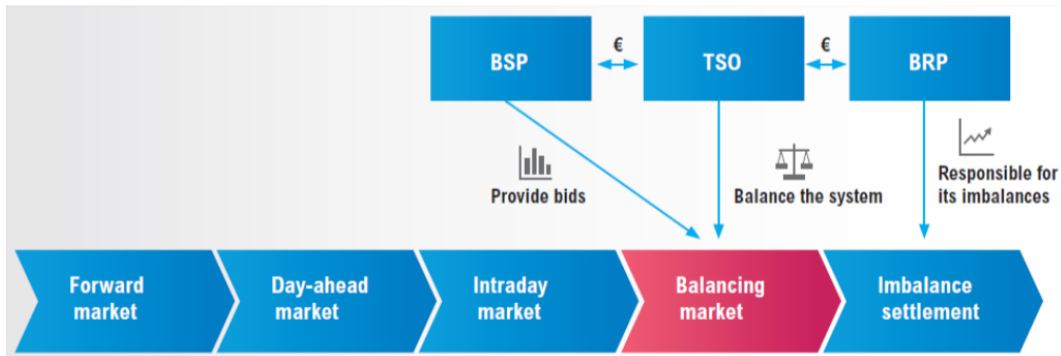 BSP
€
TSO
€
BRP
Provide bids
Balance the system
Responsible for
its imbalances
Forward
market
Day-ahead
market
Intraday
market
Balancing
market
Imbalance
settlement